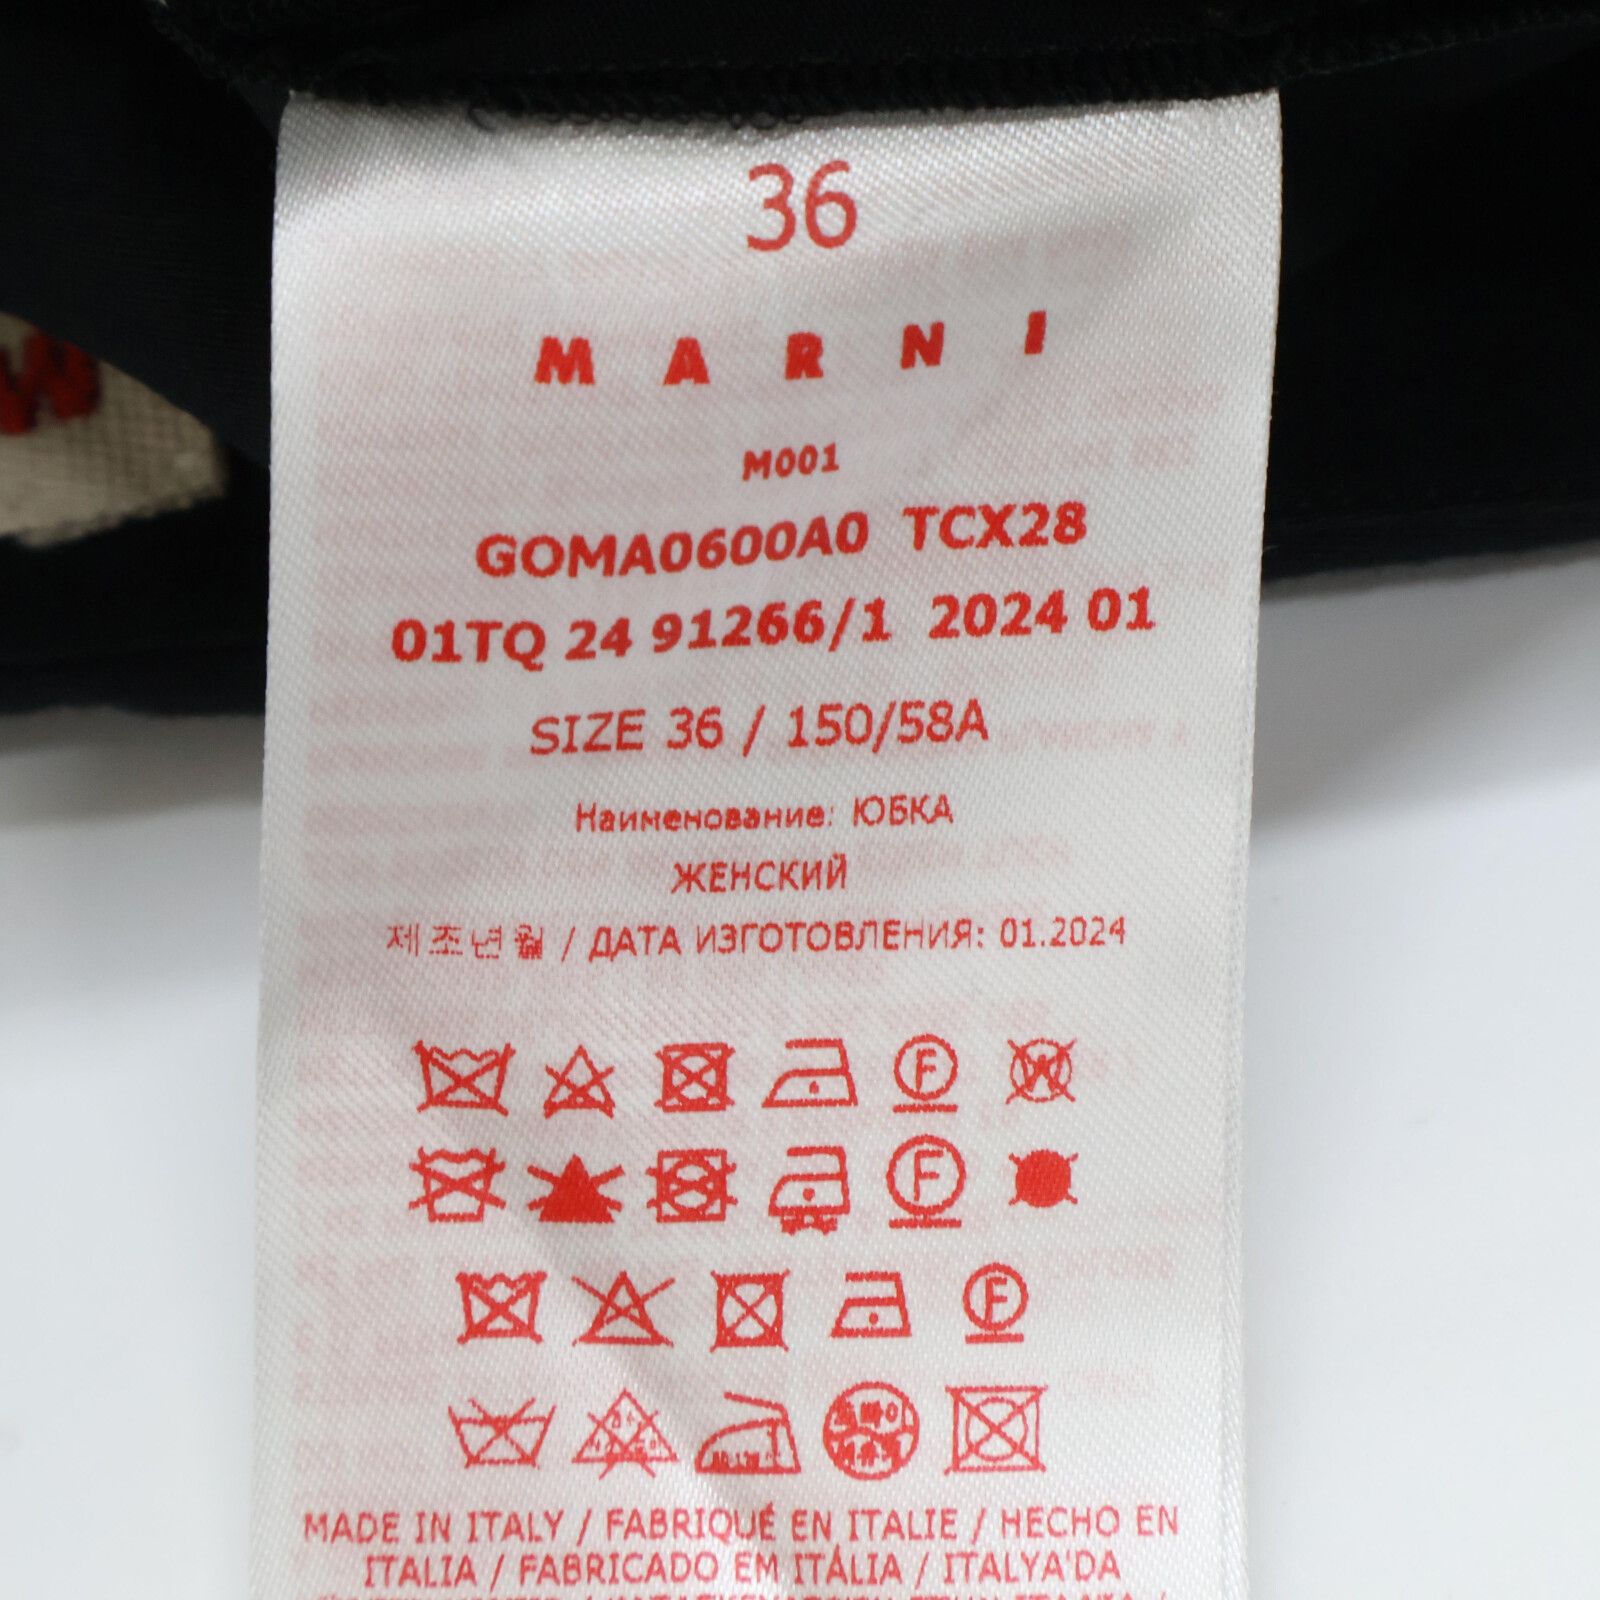 36
MARNI
M001
GOMA0600A0 TCX28
01TQ 24 91266/1 2024 01
SIZE 36 / 150/58A
Наименование: ЮБКА
ЖЕНСКИЙ
제조년월 / ДАТА ИЗГОТОВЛЕНИЯ: 01.2024
F W
F
F
MADE IN ITALY / FABRIQUÉ EN ITALIE / HECHO EN
ITALIA / FABRICADO EM ITÁLIA / ITALYA'DA